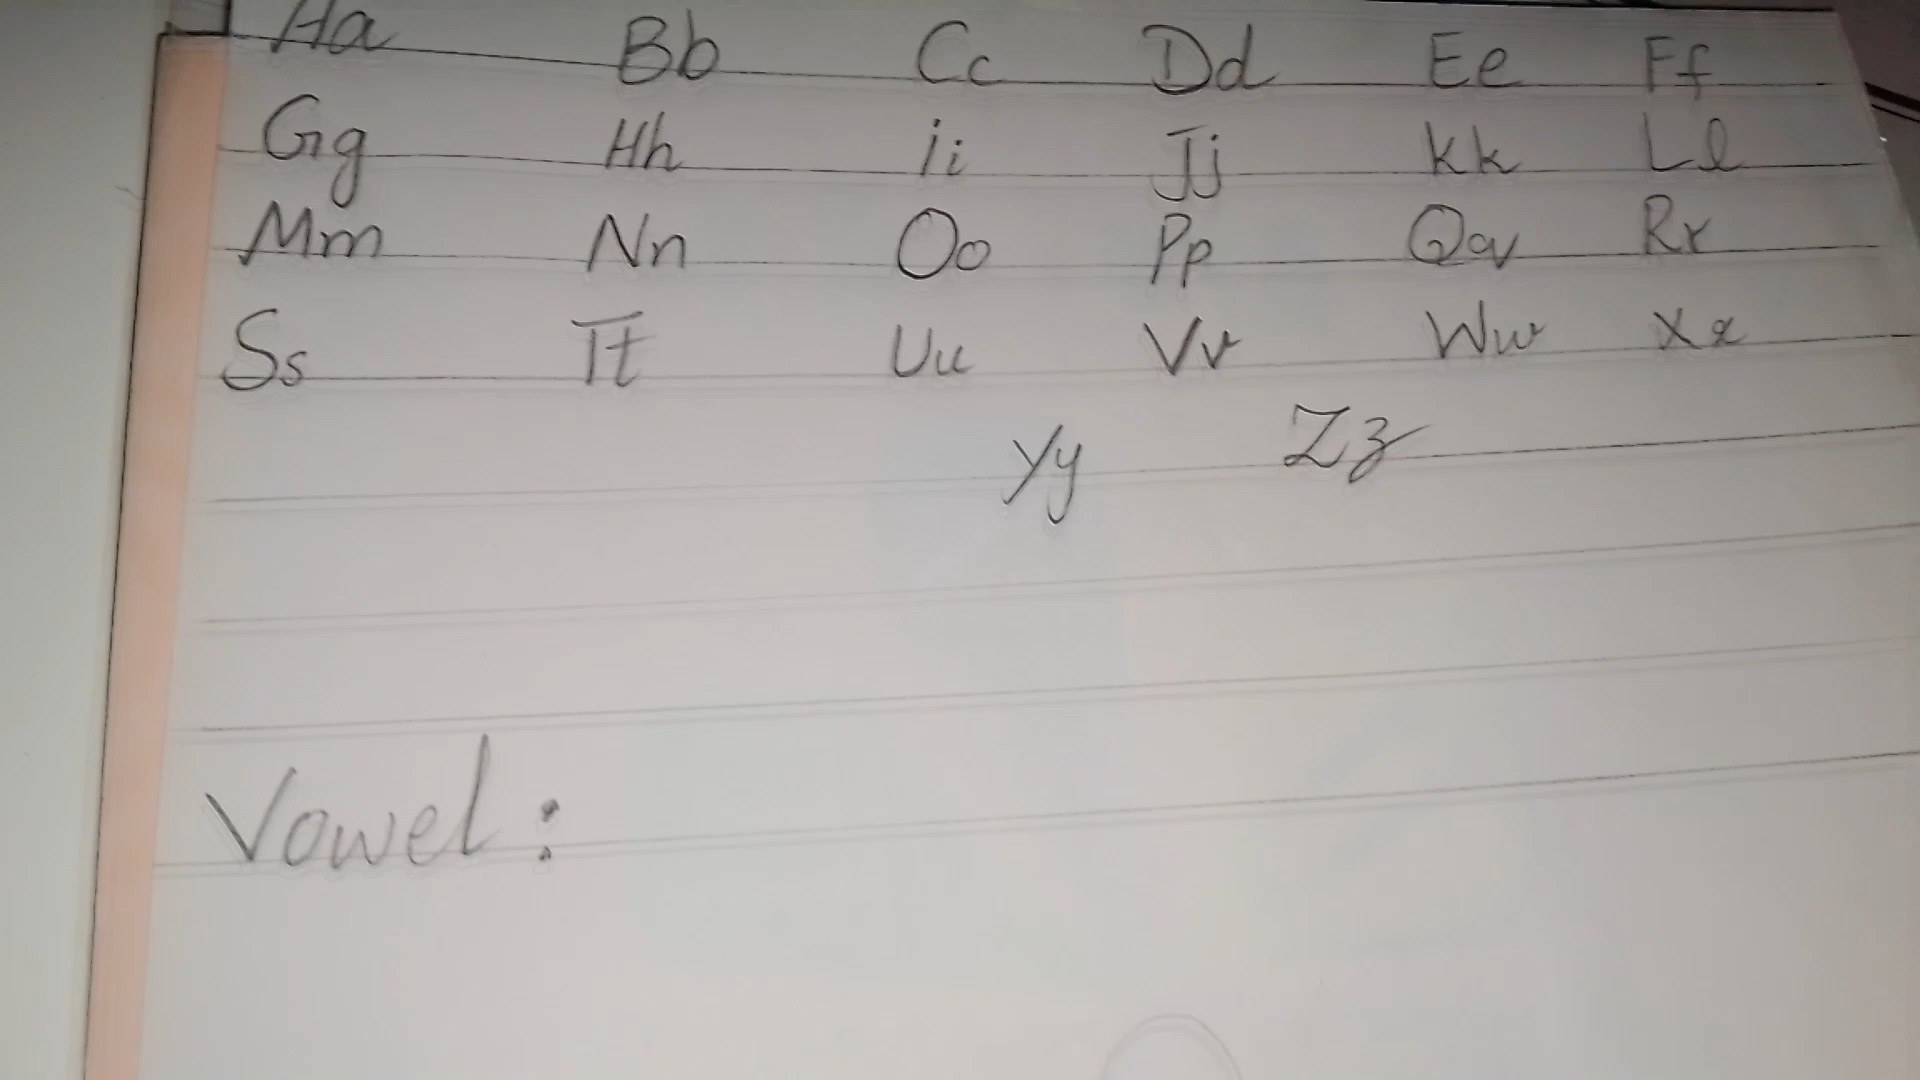 Aa Bb Cc Dd Ee Ff
Gg Hh Ii Jj Kk Ll
Mm Nn Oo Pp Qq Rr
Ss Tt Uu Vv Ww Xx
Yy Zz
Vowel: